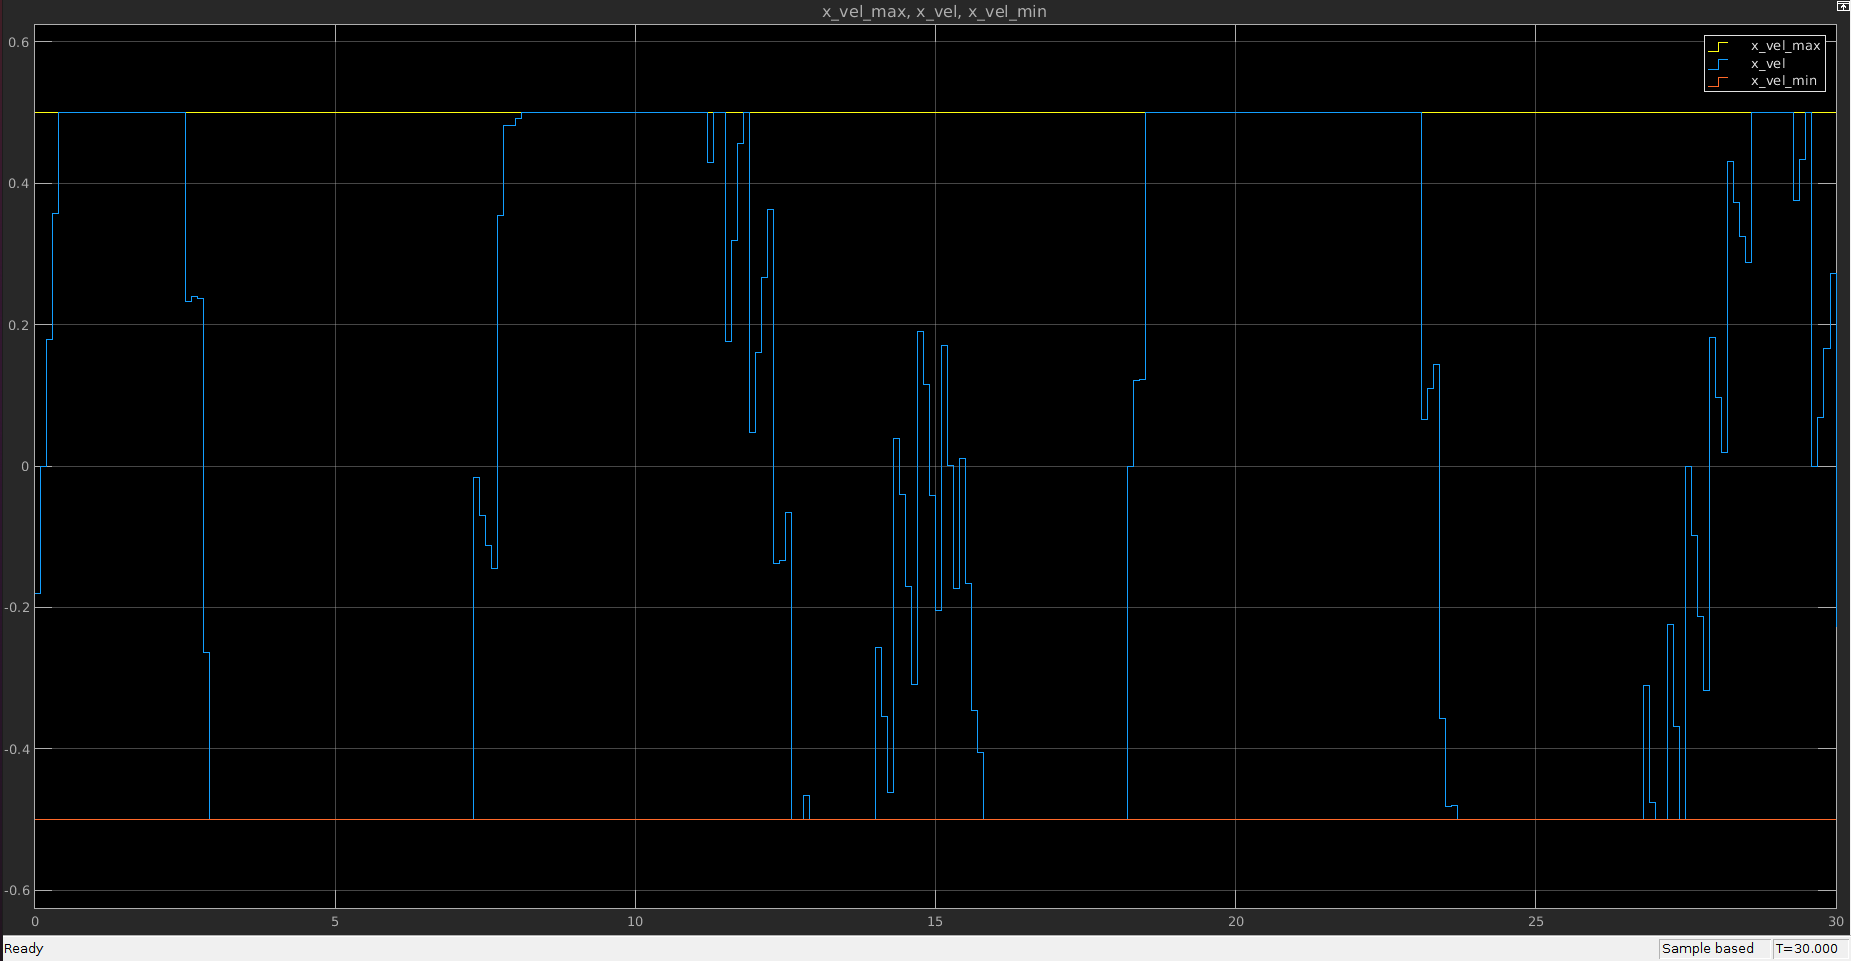 x_vel_max, x_vel, x_vel_min
x_vel_max
x_vel
x_vel_min
0.6
0.4
0.2
0
-0.2
-0.4
-0.6
0 5 10 15 20 25 30
Ready
Sample based T=30.000